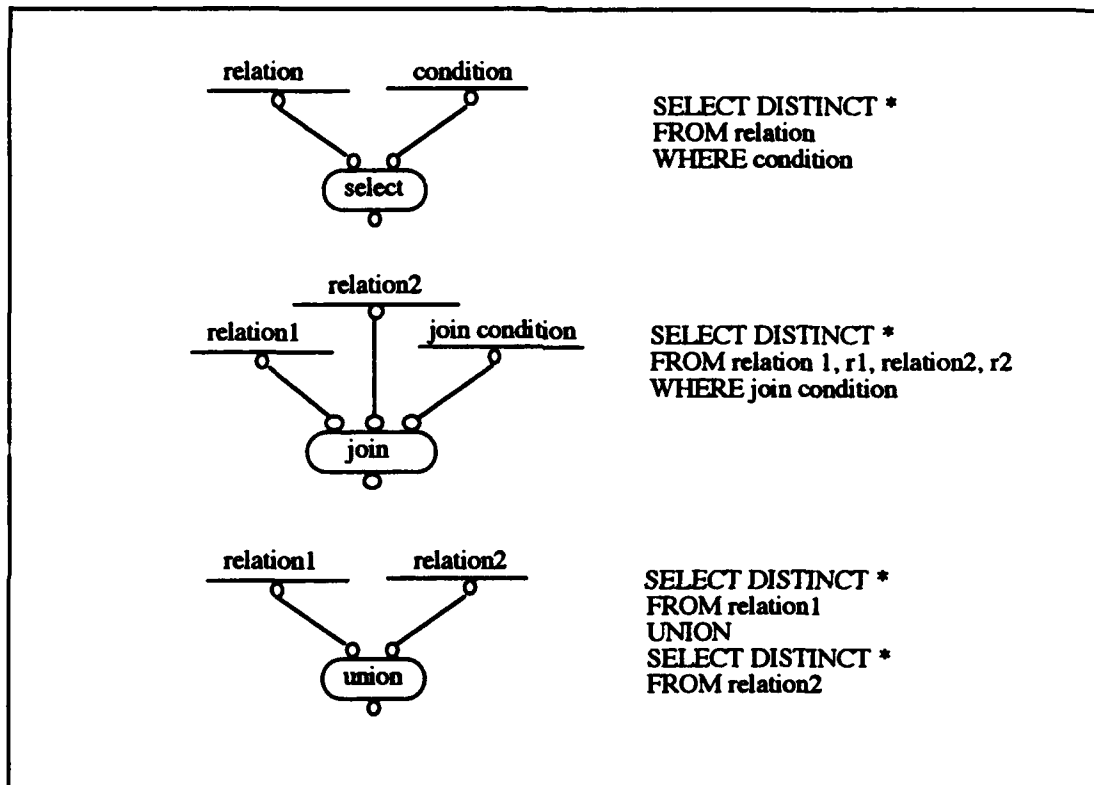 relation condition
select
SELECT DISTINCT *
FROM relation
WHERE condition
relation2
relation1
join condition
join
SELECT DISTINCT *
FROM relation 1, r1, relation2, r2
WHERE join condition
relation1 relation2
union
SELECT DISTINCT *
FROM relation1
UNION
SELECT DISTINCT *
FROM relation2